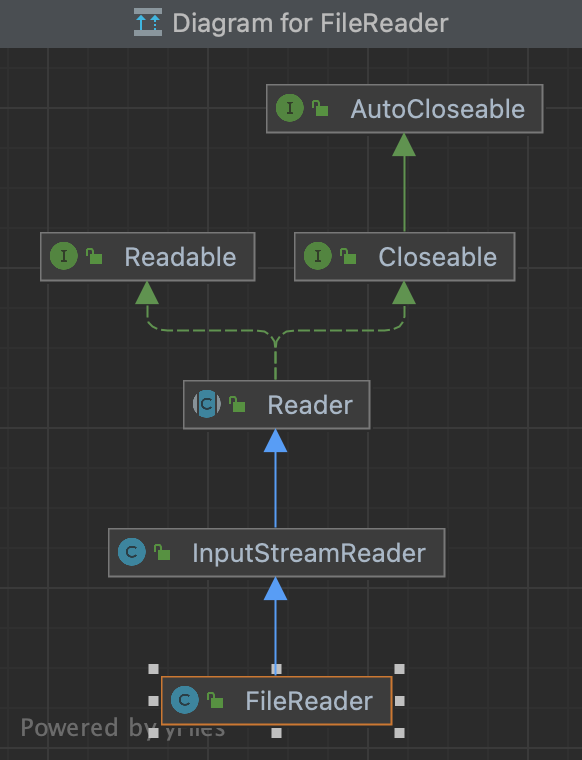 Diagram for FileReader
I AutoCloseable
I Readable
I Closeable
C Reader
C InputStreamReader
C FileReader
Powered by yFiles